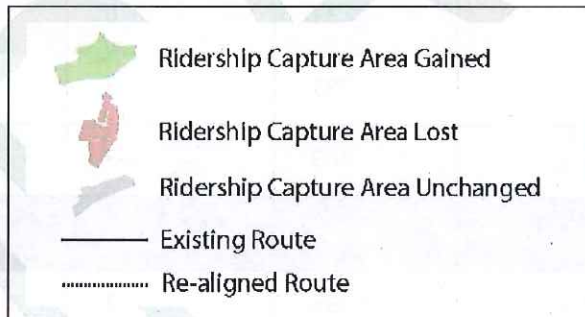 Ridership Capture Area Gained
Ridership Capture Area Lost
Ridership Capture Area Unchanged
Existing Route
Re-aligned Route